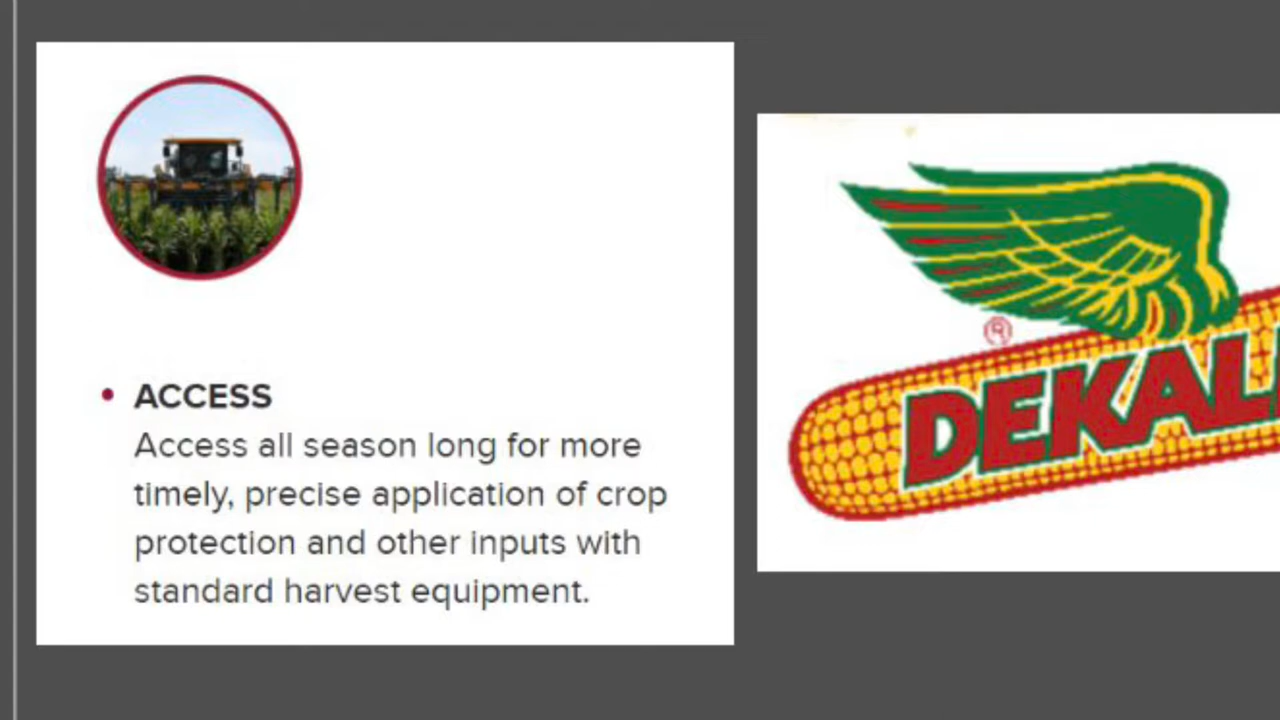 ACCESS
Access all season long for more
timely, precise application of crop
protection and other inputs with
standard harvest equipment.
®
DEKAL